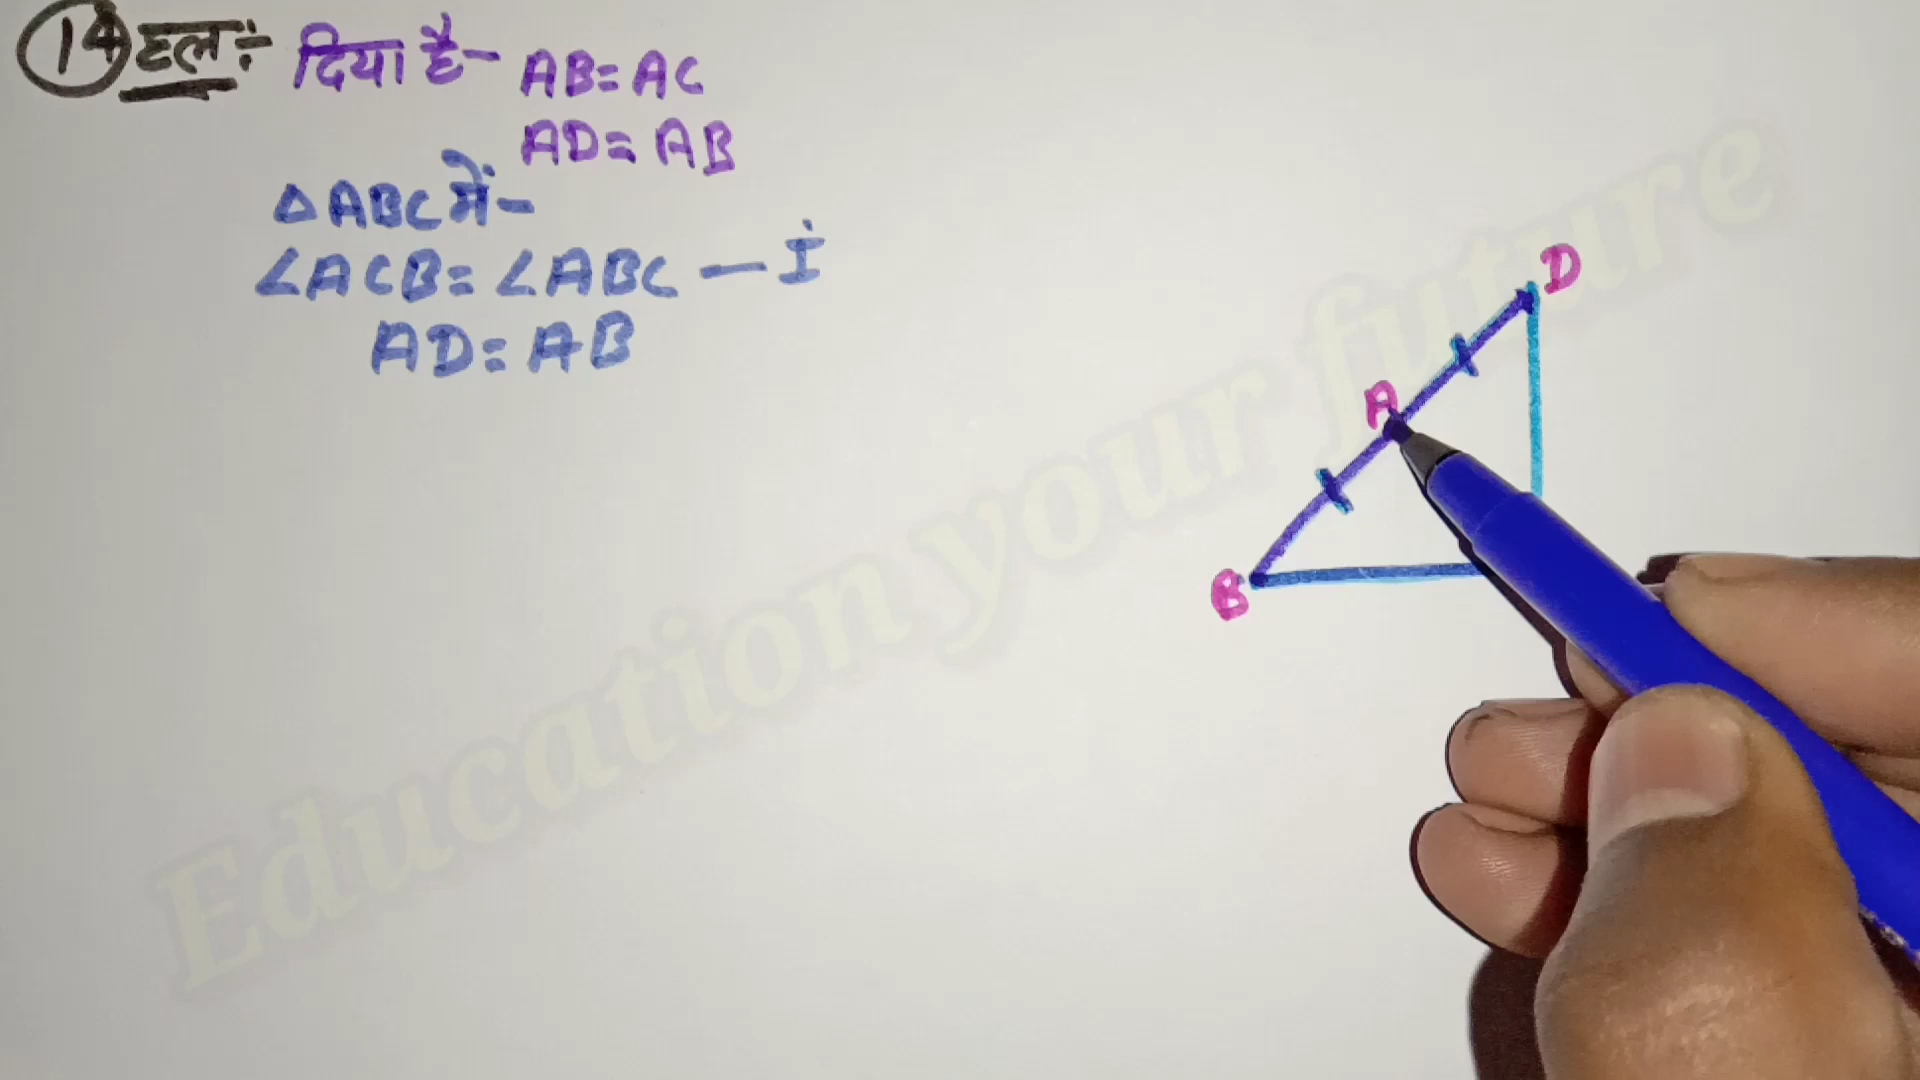 14 हल:- दिया है- AB=AC
AD=AB
△ABC में-
∠ACB=∠ABC — I
AD=AB
D
A
B
Education your future